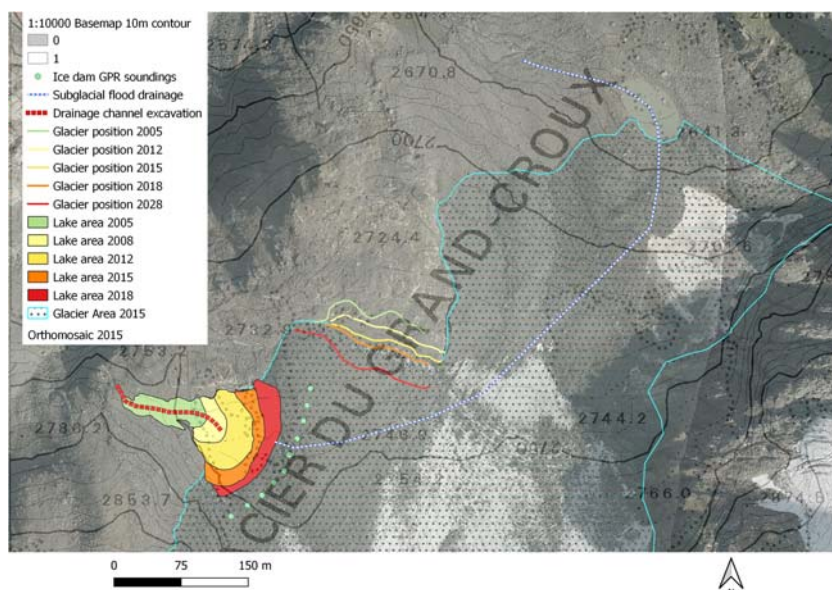 1:10000 Basemap 10m contour
0
1
Ice dam GPR soundings
Subglacial flood drainage
Drainage channel excavation
Glacier position 2005
Glacier position 2012
Glacier position 2015
Glacier position 2018
Glacier position 2028
Lake area 2005
Lake area 2008
Lake area 2012
Lake area 2015
Lake area 2018
Glacier Area 2015
Orthomosaic 2015
2670.8
2641.3
2700
2724.4
2732.9
2753.2
2786.2
2744.2
2766.0
2853.7
CIER DU GRAND-CROUX
0 75 150 m